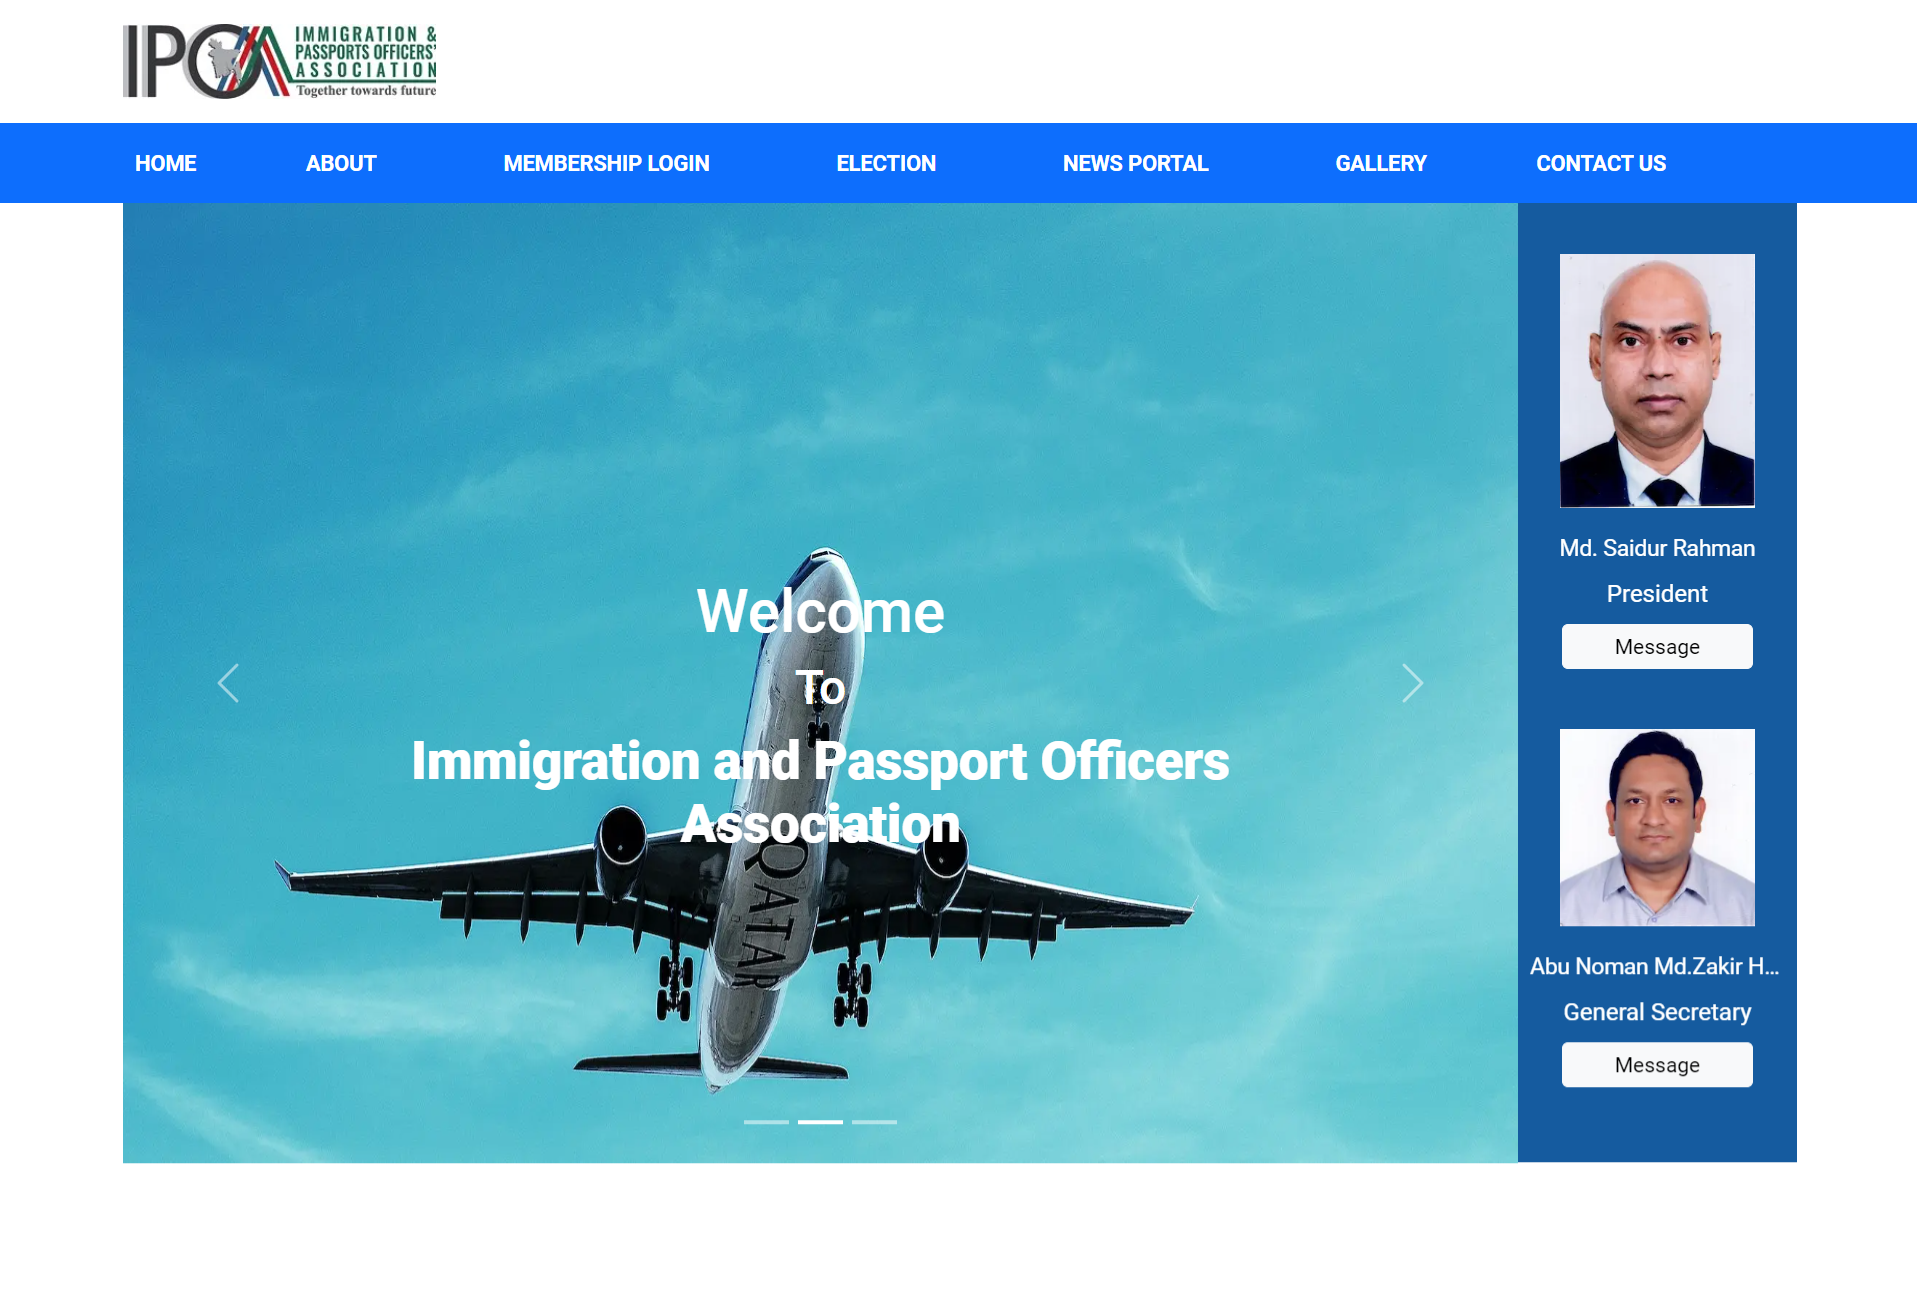 IPOA
IMMIGRATION &
PASSPORTS OFFICERS'
ASSOCIATION
Together towards future
HOME
ABOUT
MEMBERSHIP LOGIN
ELECTION
NEWS PORTAL
GALLERY
CONTACT US
Welcome
To
Immigration and Passport Officers
Association
QATAR
Md. Saidur Rahman
President
Message
Abu Noman Md.Zakir H...
General Secretary
Message